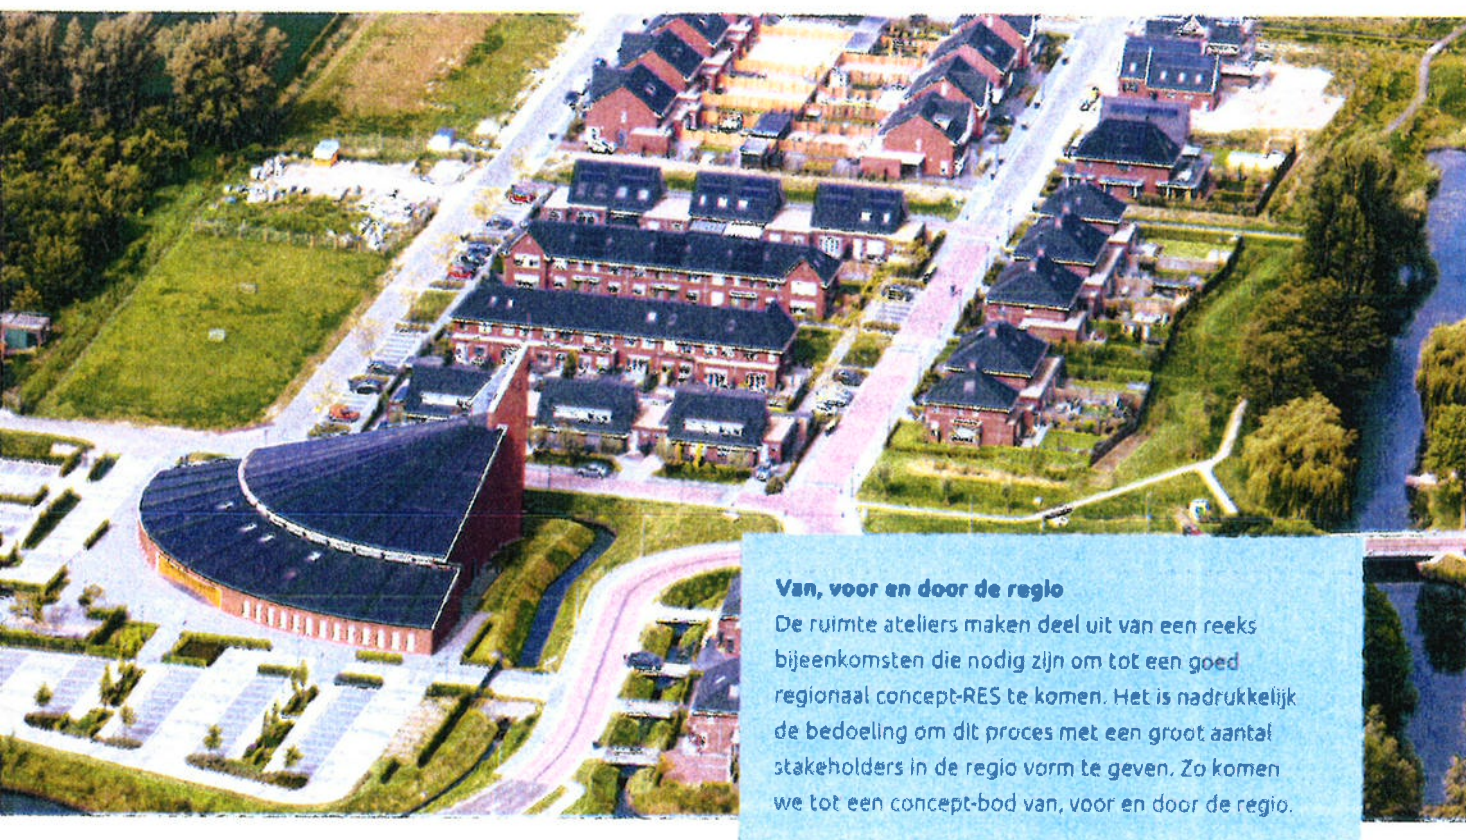 Van, voor en door de regio
De ruimte ateliers maken deel uit van een reeks
bijeenkomsten die nodig zijn om tot een goed
regionaal concept-RES te komen. Het is nadrukkelijk
de bedoeling om dit proces met een groot aantal
stakeholders in de regio vorm te geven. Zo komen
we tot een concept-bod van, voor en door de regio.